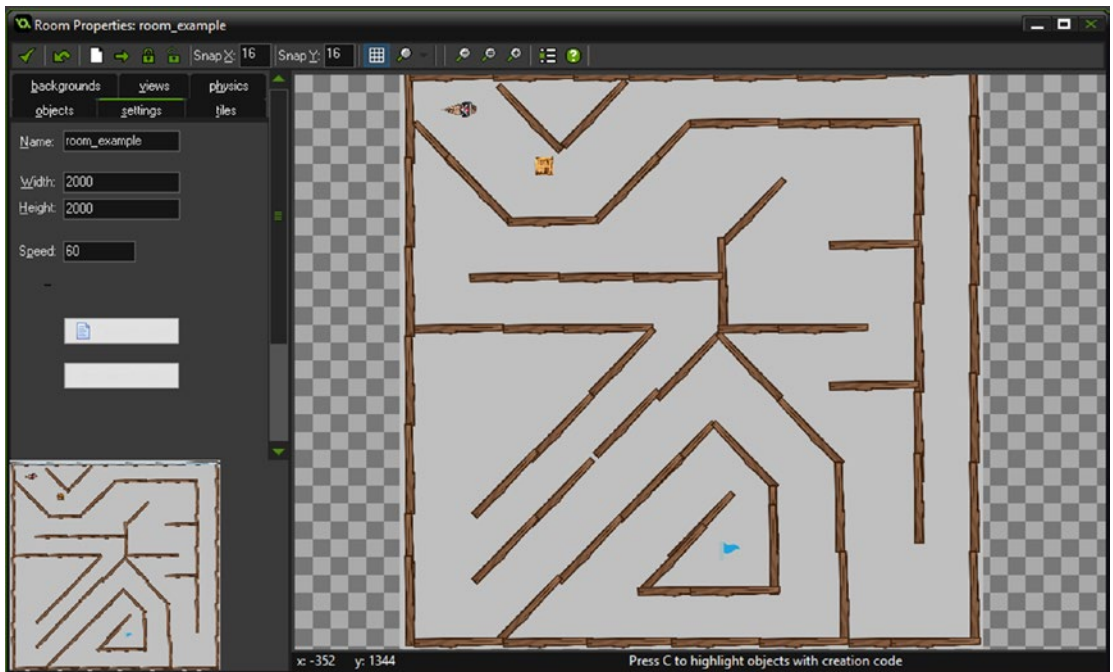 Room Properties: room_example
Snap X: 16 Snap Y: 16
backgrounds views physics
objects settings tiles
Name: room_example
Width: 2000
Height: 2000
Speed: 60
x: -352 y: 1344 Press C to highlight objects with creation code